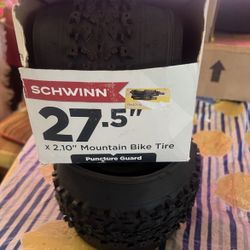 SCHWINN
27.5"
x 2.10" Mountain Bike Tire
Puncture Guard